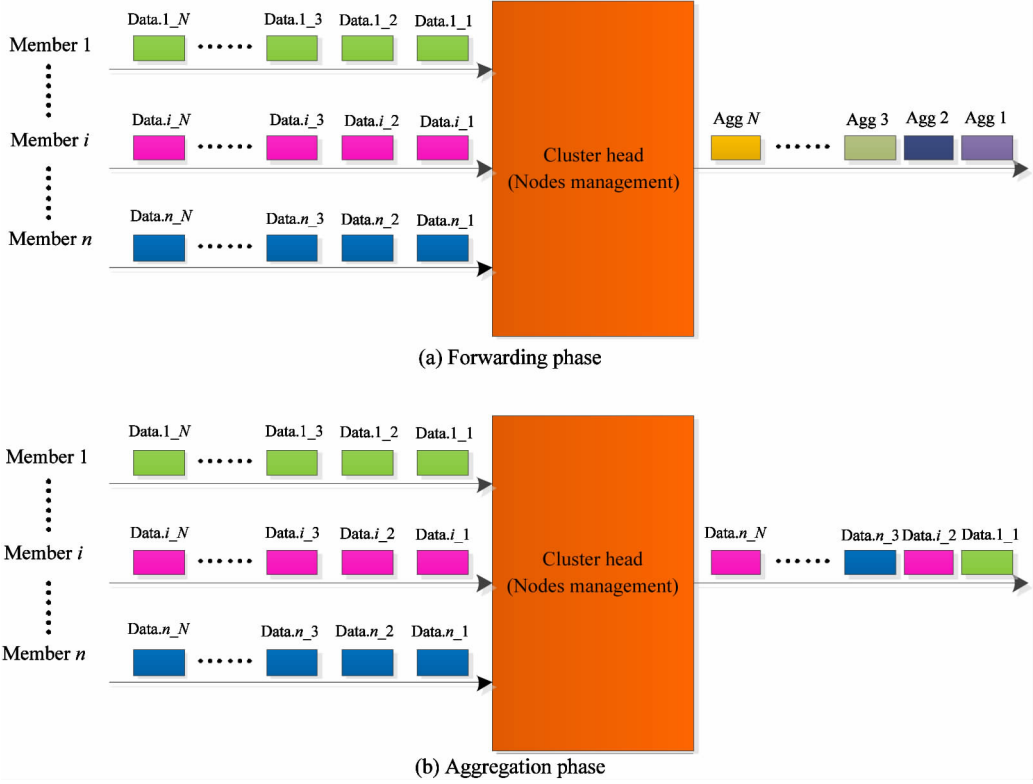 Data.1_N Data.1_3 Data.1_2 Data.1_1
Member 1
Data.i_N Data.i_3 Data.i_2 Data.i_1
Member i
Agg N Agg 3 Agg 2 Agg 1
Cluster head
(Nodes management)
Data.n_N Data.n_3 Data.n_2 Data.n_1
Member n
(a) Forwarding phase
Data.1_N Data.1_3 Data.1_2 Data.1_1
Member 1
Data.i_N Data.i_3 Data.i_2 Data.i_1
Member i
Data.n_N Data.n_3 Data.i_2 Data.1_1
Cluster head
(Nodes management)
Data.n_N Data.n_3 Data.n_2 Data.n_1
Member n
(b) Aggregation phase